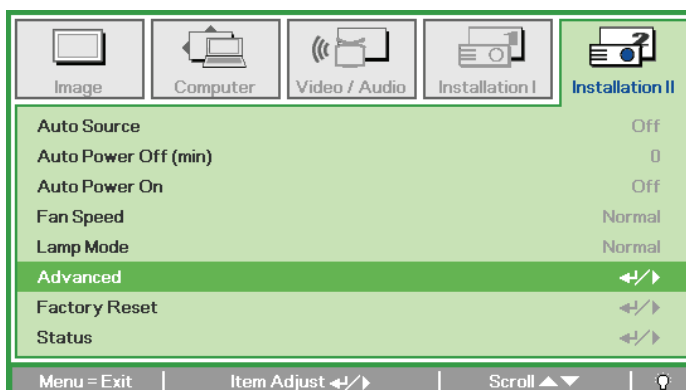 Image Computer Video / Audio Installation I Installation II
Auto Source Off
Auto Power Off (min) 0
Auto Power On Off
Fan Speed Normal
Lamp Mode Normal
Advanced ↵/▶
Factory Reset ↵/▶
Status ↵/▶
Menu = Exit Item Adjust ↵/▶ Scroll ▲▼